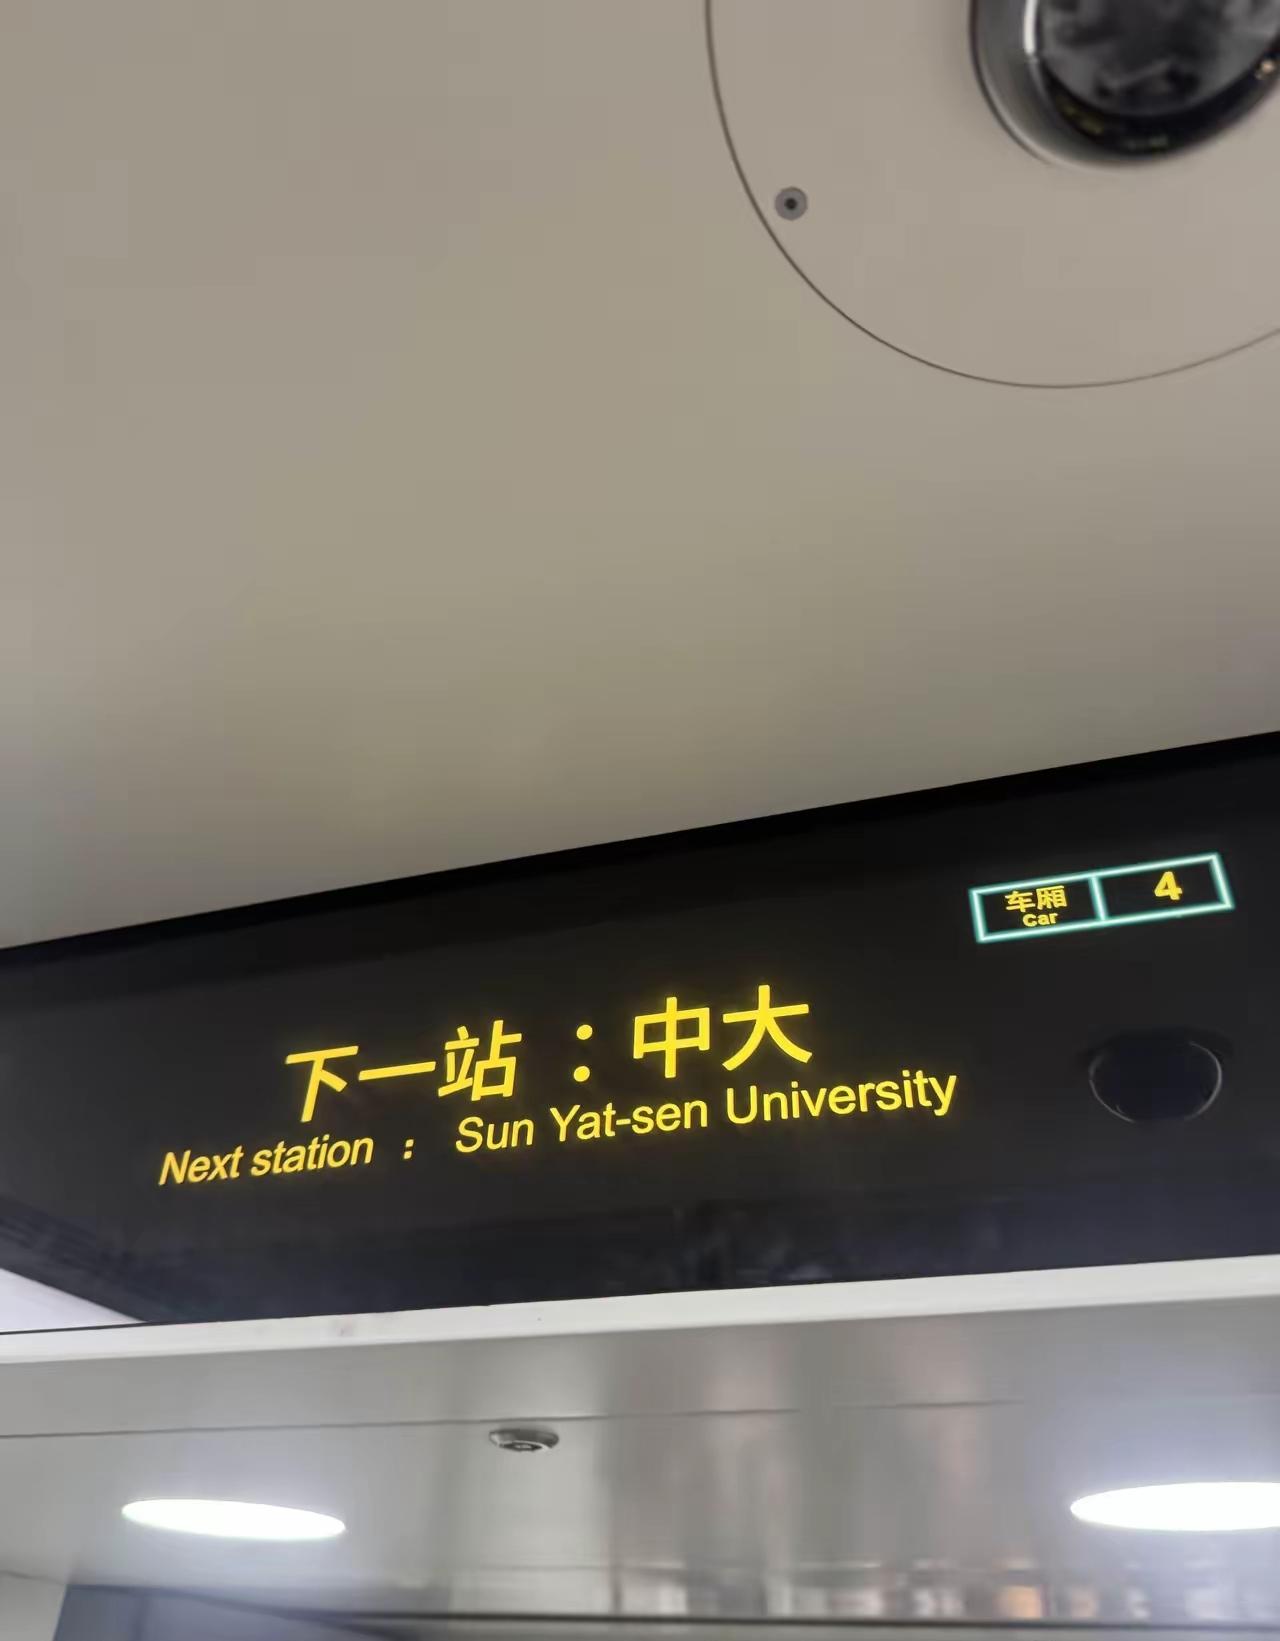 车厢 4
Car
下一站：中大
Next station : Sun Yat-sen University